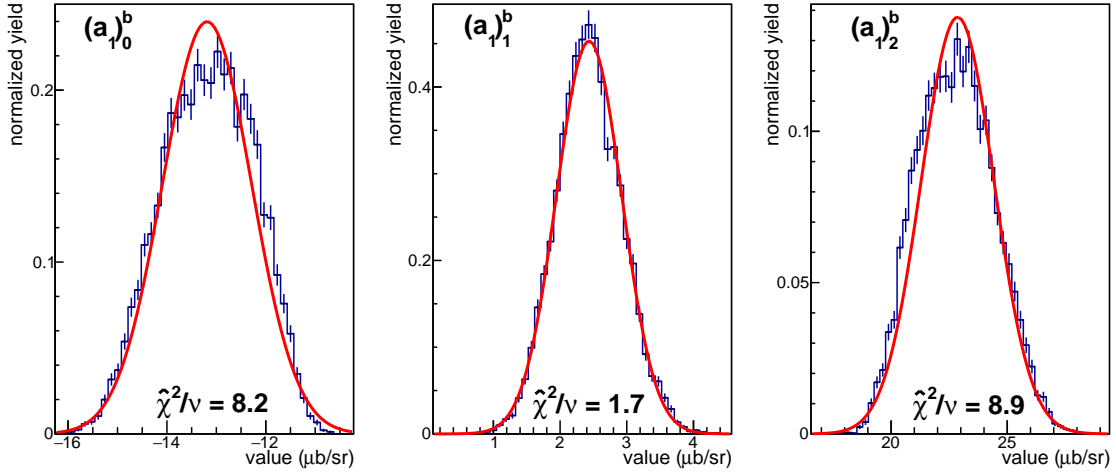 normalized yield
(a₁)₀ᵇ
0.2
0.1
0
−16
−14
−12
χ̂²/ν = 8.2
value (μb/sr)
normalized yield
(a₁)₁ᵇ
0.4
0.2
0
1
2
3
4
χ̂²/ν = 1.7
value (μb/sr)
normalized yield
(a₁)₂ᵇ
0.1
0.05
0
20
25
χ̂²/ν = 8.9
value (μb/sr)